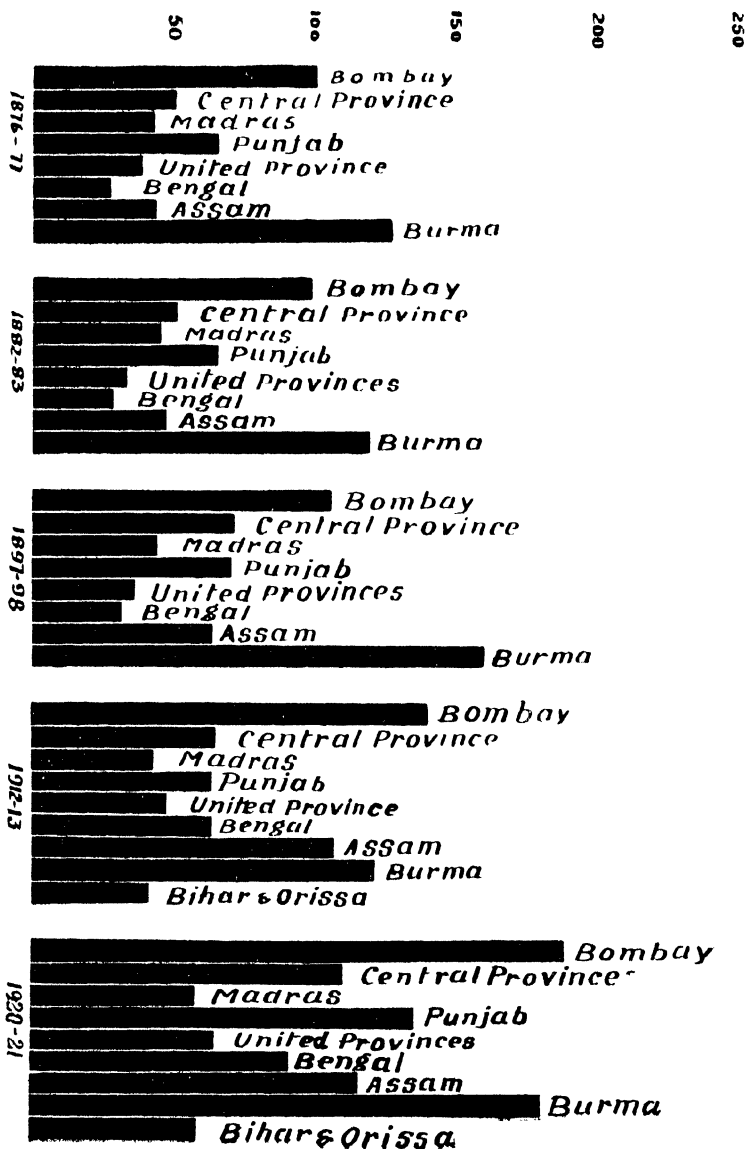 50
100
150
200
250
1876-77
Bombay
Central Province
Madras
Punjab
United Province
Bengal
Assam
Burma
1882-83
Bombay
Central Province
Madras
Punjab
United Provinces
Bengal
Assam
Burma
1897-98
Bombay
Central Province
Madras
Punjab
United Provinces
Bengal
Assam
Burma
1912-13
Bombay
Central Province
Madras
Punjab
United Province
Bengal
Assam
Burma
Bihar & Orissa
1920-21
Bombay
Central Provinces
Madras
Punjab
United Provinces
Bengal
Assam
Burma
Bihar & Orissa